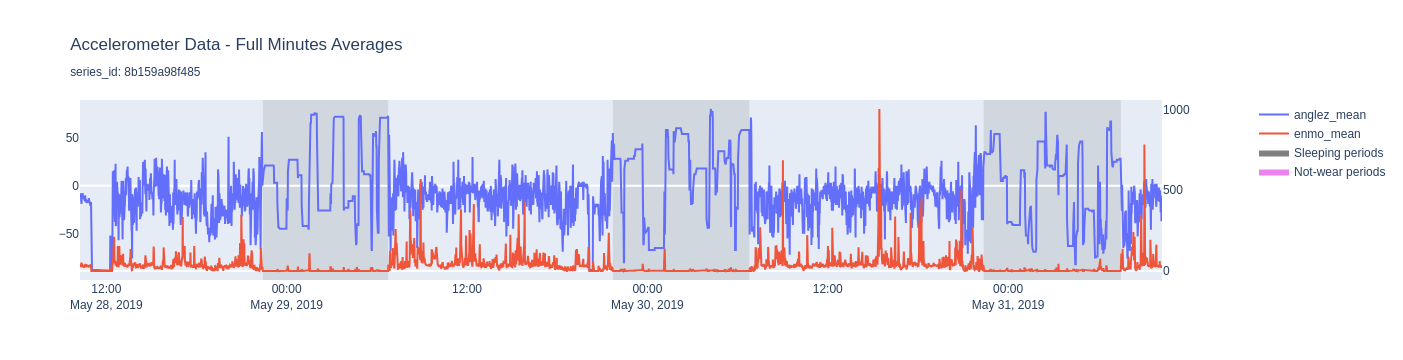 Accelerometer Data - Full Minutes Averages
series_id: 8b159a98f485
50
0
−50
1000
500
0
12:00
May 28, 2019
00:00
May 29, 2019
12:00
00:00
May 30, 2019
12:00
00:00
May 31, 2019
anglez_mean
enmo_mean
Sleeping periods
Not-wear periods